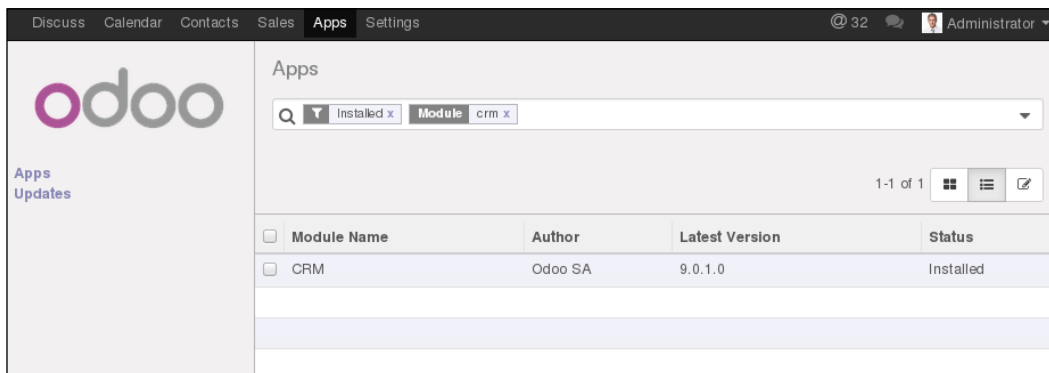 Discuss Calendar Contacts Sales Apps Settings @ 32 Administrator
odoo
Apps
Updates
Apps
Installed x Module crm x
1-1 of 1
Module Name Author Latest Version Status
CRM Odoo SA 9.0.1.0 Installed